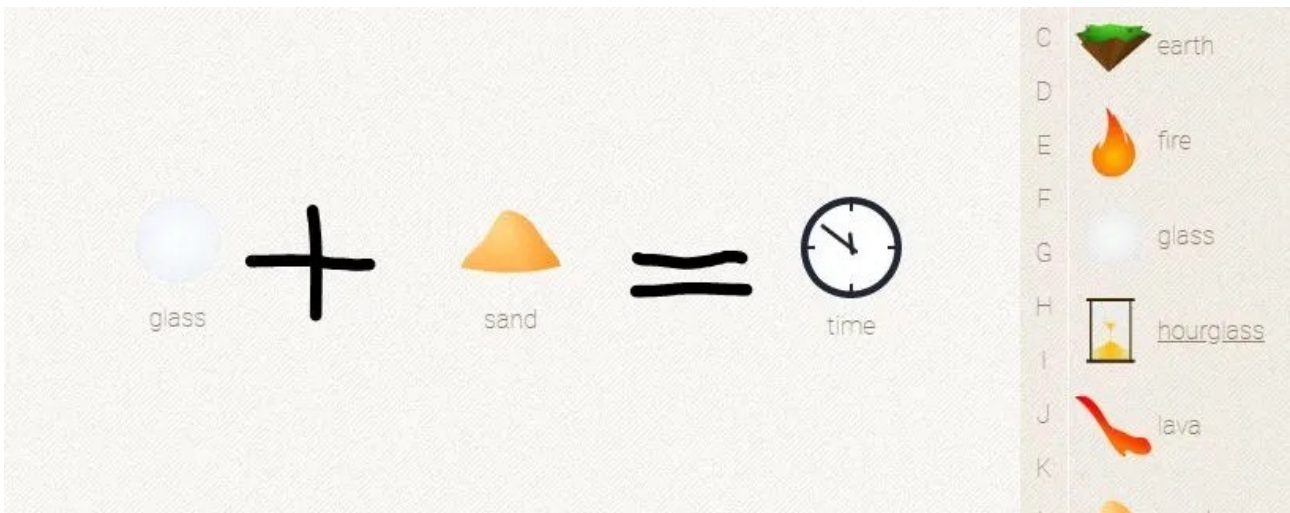 glass + sand = time
C
D
E
F
G
H
I
J
K
earth
fire
glass
hourglass
lava